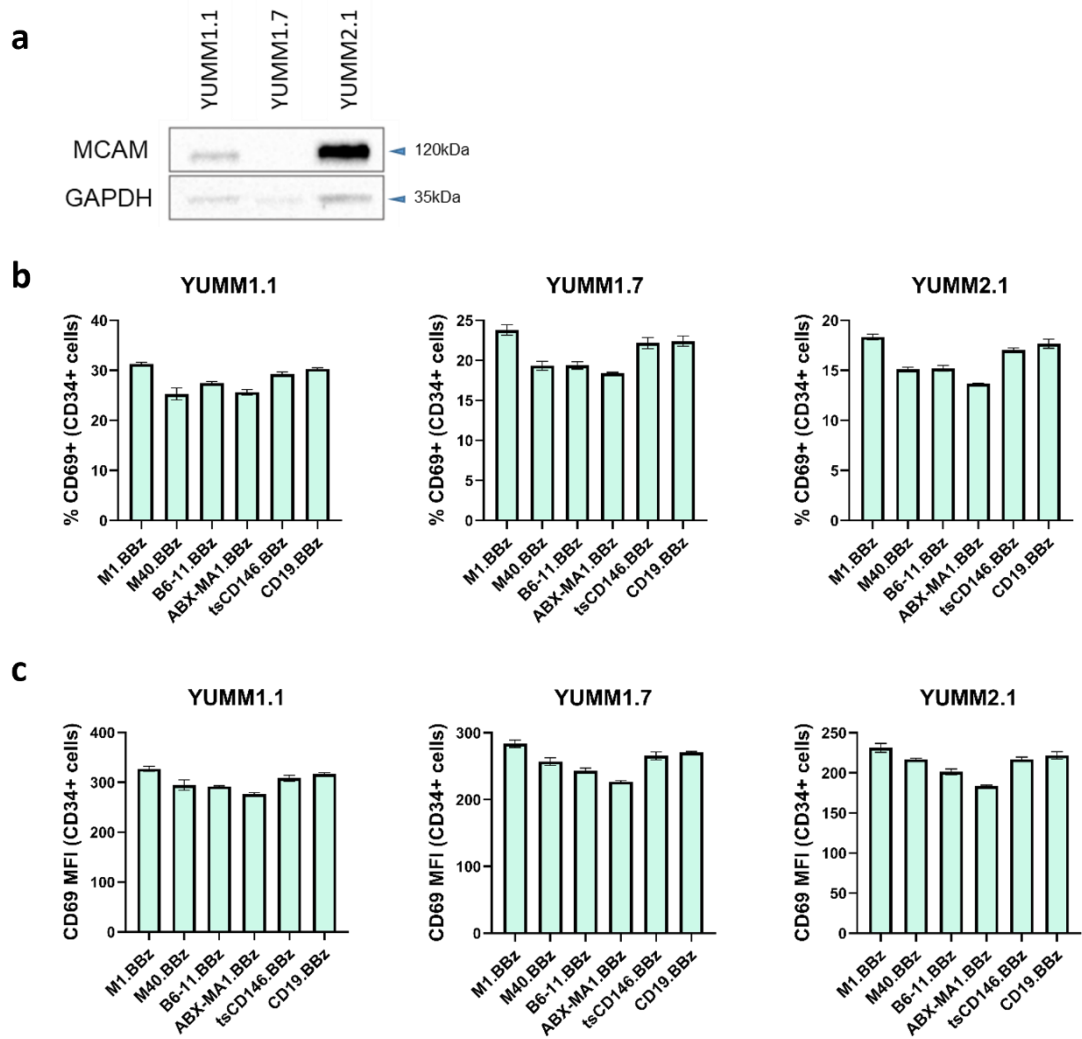 a
YUMM1.1
YUMM1.7
YUMM2.1
MCAM
120kDa
GAPDH
35kDa
b
YUMM1.1
% CD69+ (CD34+ cells)
40
30
20
10
0
M1.BBz
M40.BBz
B6-11.BBz
ABX-MA1.BBz
tsCD146.BBz
CD19.BBz
YUMM1.7
% CD69+ (CD34+ cells)
25
20
15
10
5
0
M1.BBz
M40.BBz
B6-11.BBz
ABX-MA1.BBz
tsCD146.BBz
CD19.BBz
YUMM2.1
% CD69+ (CD34+ cells)
20
15
10
5
0
M1.BBz
M40.BBz
B6-11.BBz
ABX-MA1.BBz
tsCD146.BBz
CD19.BBz
c
YUMM1.1
CD69 MFI (CD34+ cells)
400
300
200
100
0
M1.BBz
M40.BBz
B6-11.BBz
ABX-MA1.BBz
tsCD146.BBz
CD19.BBz
YUMM1.7
CD69 MFI (CD34+ cells)
300
200
100
0
M1.BBz
M40.BBz
B6-11.BBz
ABX-MA1.BBz
tsCD146.BBz
CD19.BBz
YUMM2.1
CD69 MFI (CD34+ cells)
250
200
150
100
50
0
M1.BBz
M40.BBz
B6-11.BBz
ABX-MA1.BBz
tsCD146.BBz
CD19.BBz